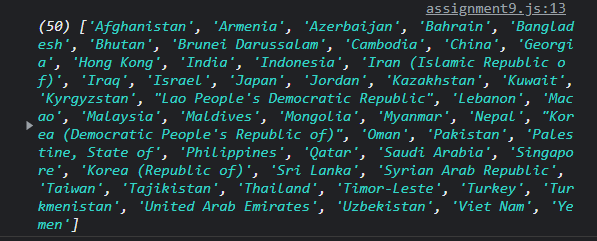 assignment9.js:13
(50) ['Afghanistan', 'Armenia', 'Azerbaijan', 'Bahrain', 'Banglad
esh', 'Bhutan', 'Brunei Darussalam', 'Cambodia', 'China', 'Georgi
a', 'Hong Kong', 'India', 'Indonesia', 'Iran (Islamic Republic o
f)', 'Iraq', 'Israel', 'Japan', 'Jordan', 'Kazakhstan', 'Kuwait',
'Kyrgyzstan', "Lao People's Democratic Republic", 'Lebanon', 'Mac
ao', 'Malaysia', 'Maldives', 'Mongolia', 'Myanmar', 'Nepal', "Kor
ea (Democratic People's Republic of)", 'Oman', 'Pakistan', 'Pales
tine, State of', 'Philippines', 'Qatar', 'Saudi Arabia', 'Singapo
re', 'Korea (Republic of)', 'Sri Lanka', 'Syrian Arab Republic',
'Taiwan', 'Tajikistan', 'Thailand', 'Timor-Leste', 'Turkey', 'Tur
kmenistan', 'United Arab Emirates', 'Uzbekistan', 'Viet Nam', 'Ye
men']